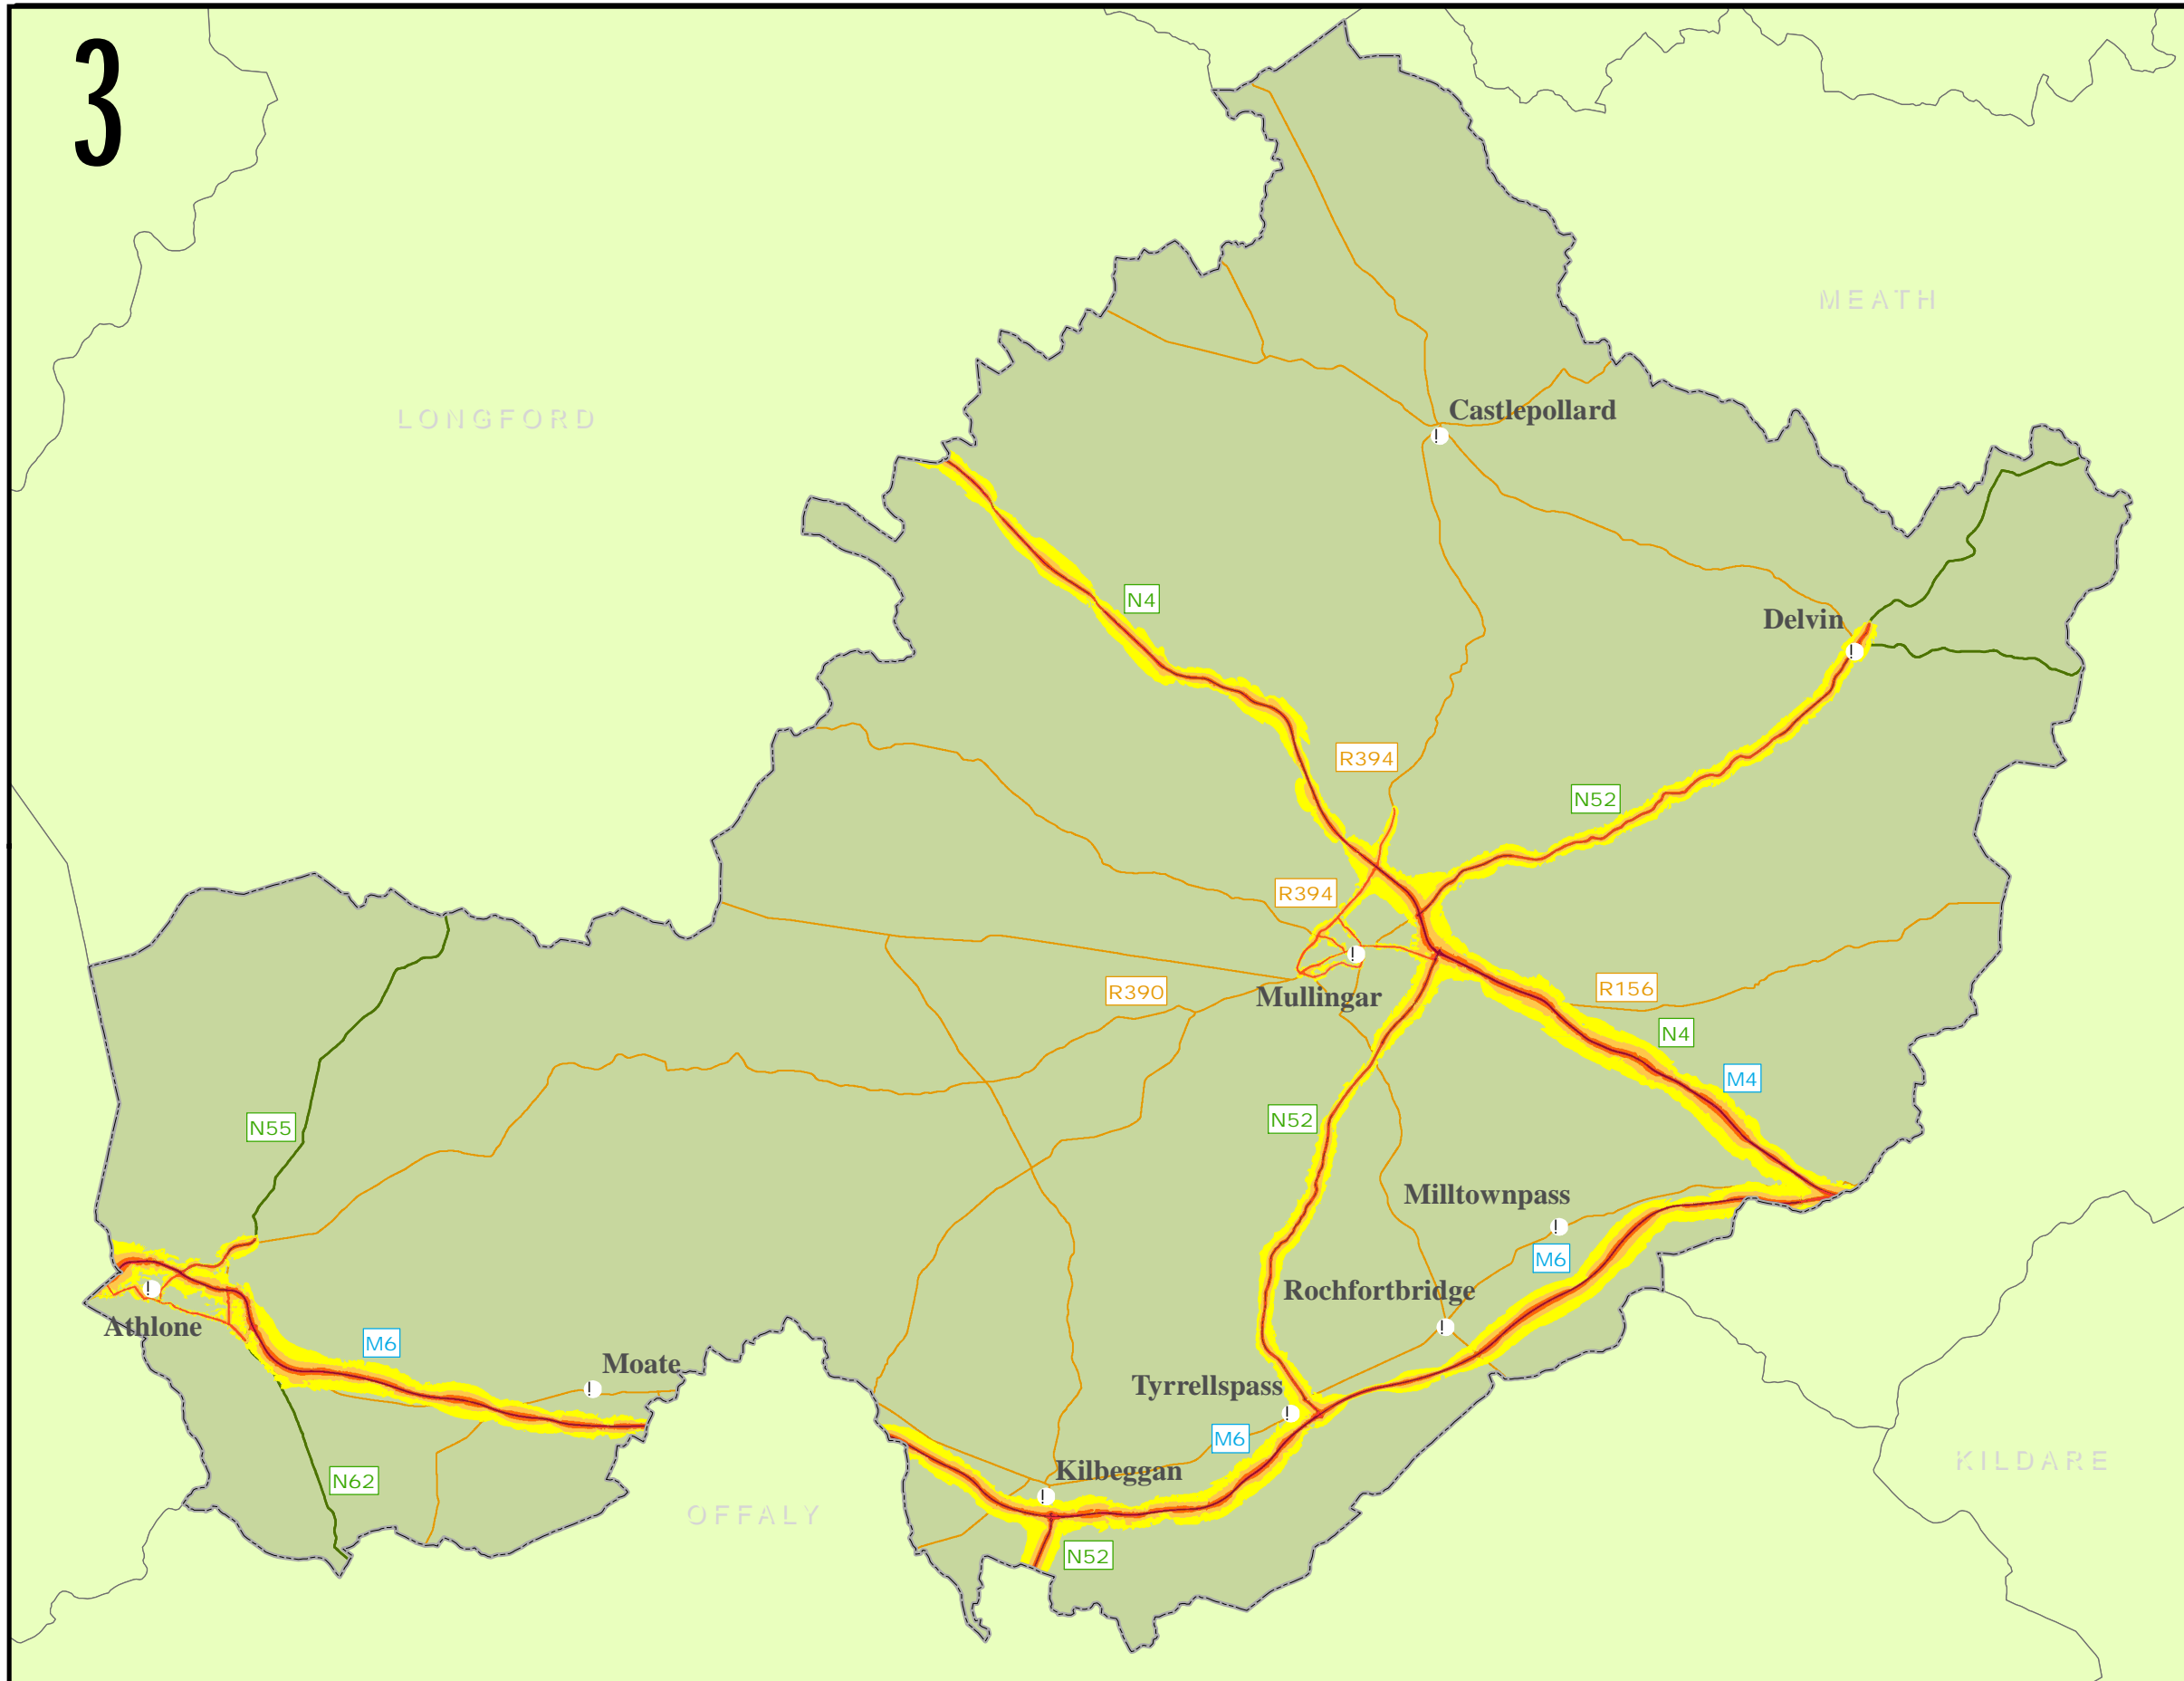 3
MEATH
LONGFORD
Castlepollard
N4
Delvin
R394
N52
R394
Mullingar
R390
R156
N4
M4
N55
N52
Milltownpass
M6
Rochfortbridge
Athlone
M6
Moate
Tyrrellspass
M6
KILDARE
Kilbeggan
N62
OFFALY
N52